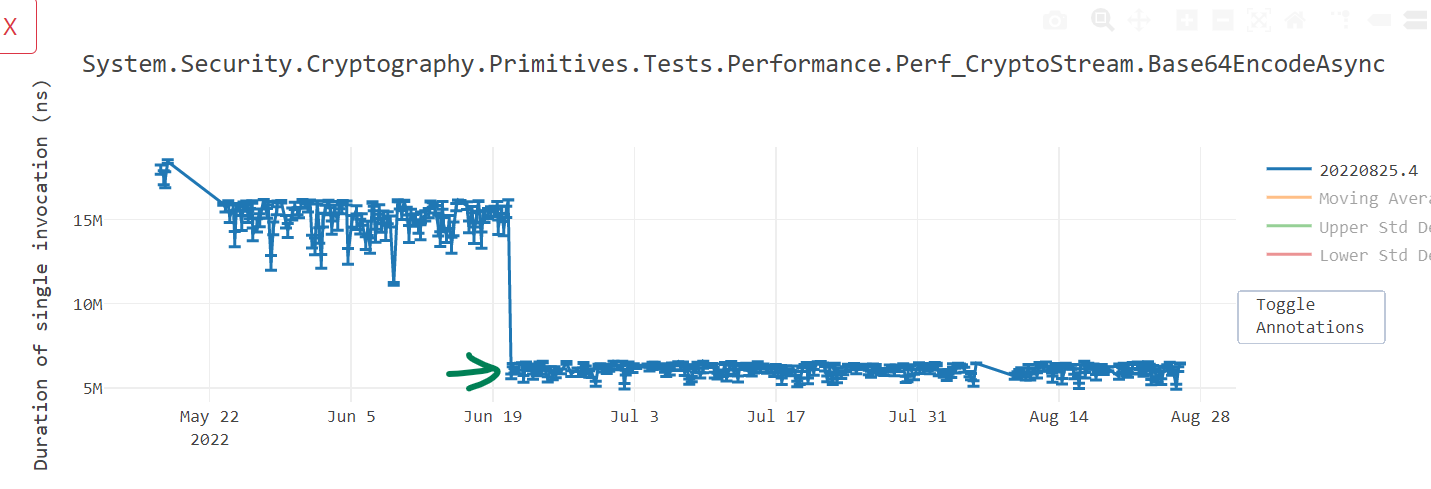 X
System.Security.Cryptography.Primitives.Tests.Performance.Perf_CryptoStream.Base64EncodeAsync
Duration of single invocation (ns)
15M
10M
5M
May 22
2022
Jun 5
Jun 19
Jul 3
Jul 17
Jul 31
Aug 14
Aug 28
20220825.4
Moving Avera
Upper Std De
Lower Std De
Toggle
Annotations